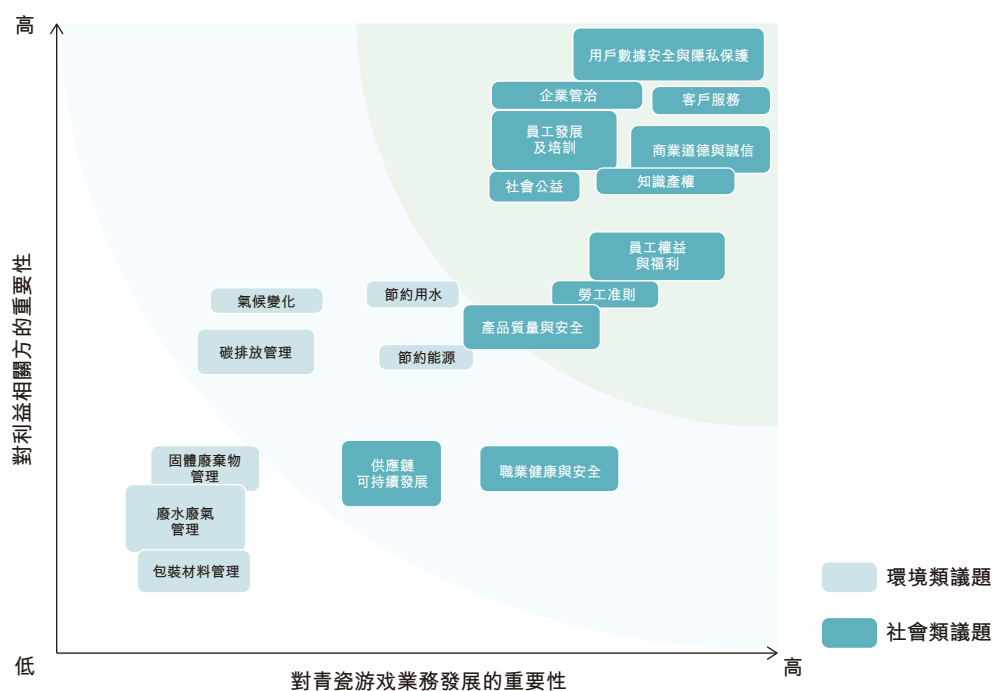 高
用戶數據安全與隱私保護
企業管治
客戶服務
員工發展
及培訓
商業道德與誠信
社會公益
知識產權
員工權益
與福利
氣候變化
節約用水
勞工准則
產品質量與安全
碳排放管理
節約能源
對利益相關方的重要性
固體廢棄物
管理
供應鏈
可持續發展
職業健康與安全
廢水廢氣
管理
包裝材料管理
環境類議題
社會類議題
低
高
對青瓷游戏業務發展的重要性